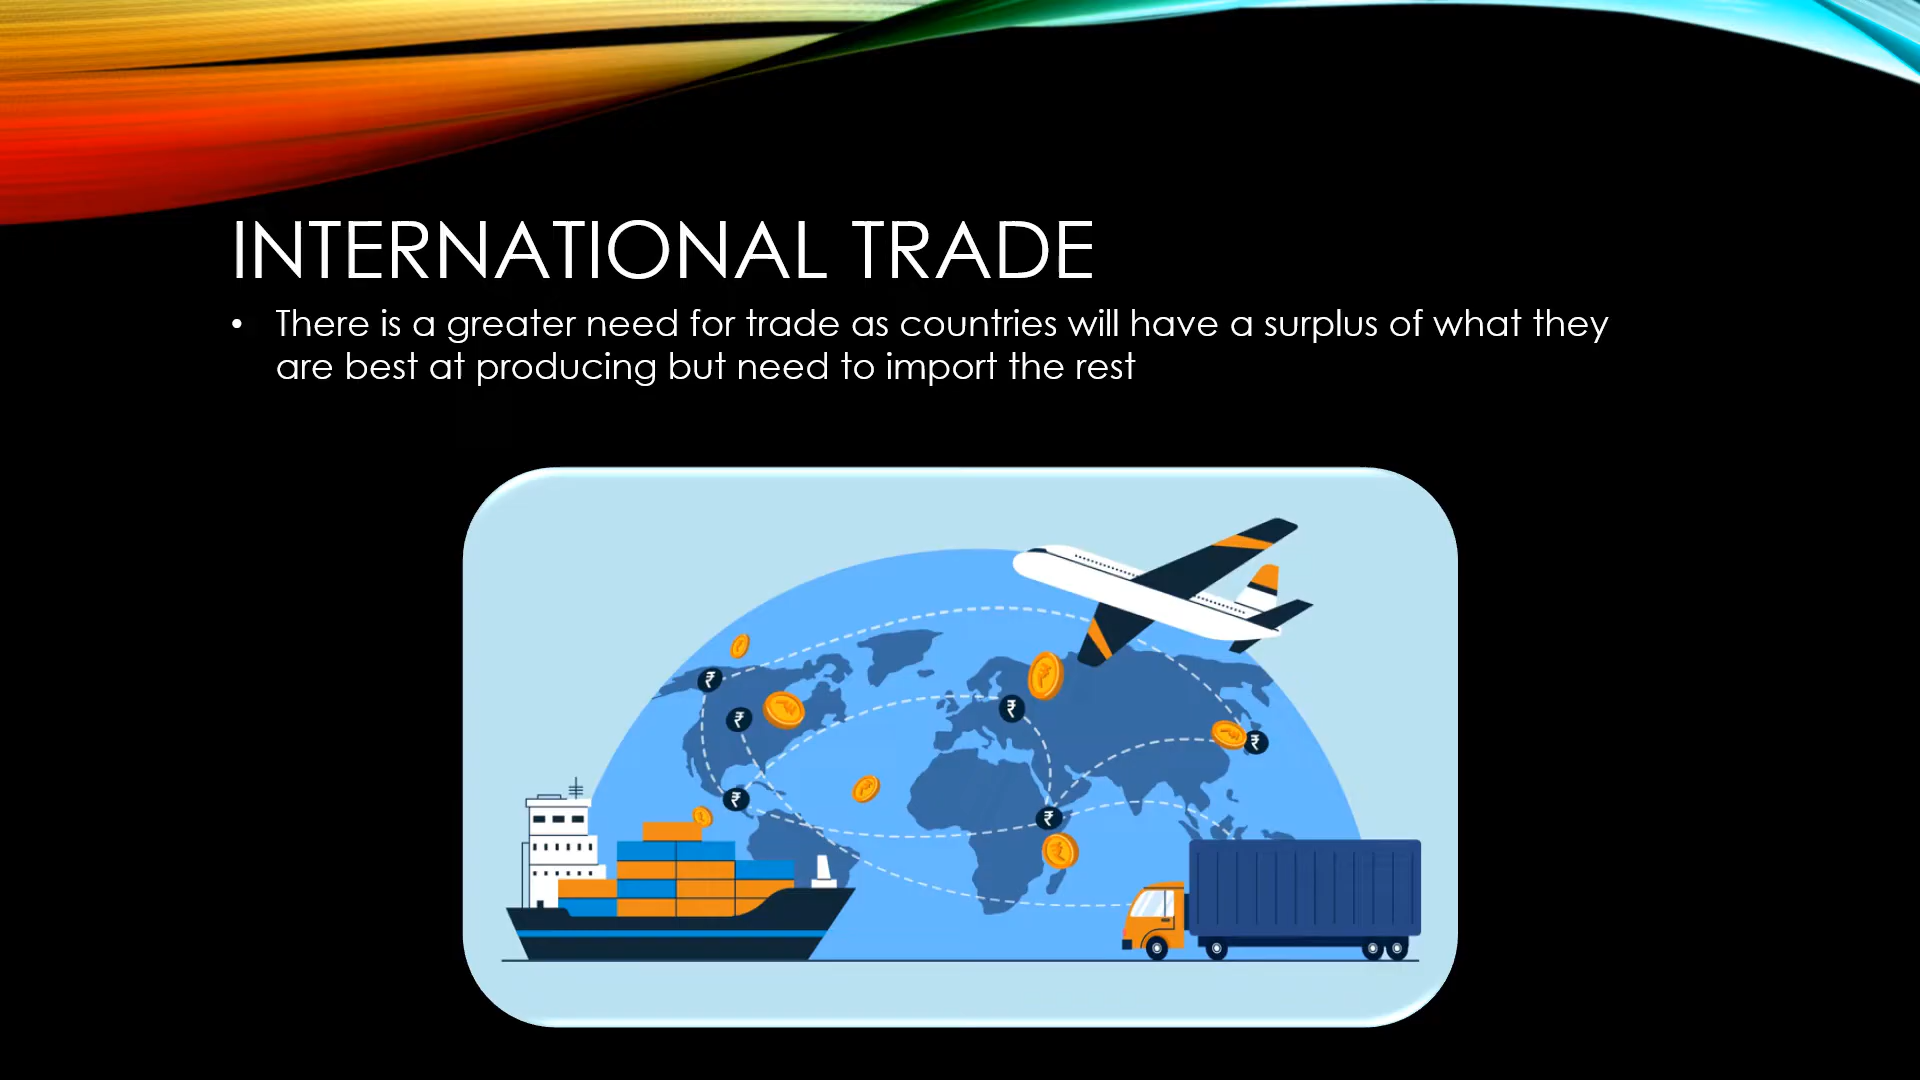 INTERNATIONAL TRADE
• There is a greater need for trade as countries will have a surplus of what they
are best at producing but need to import the rest
₹
₹
₹
₹
₹
₹